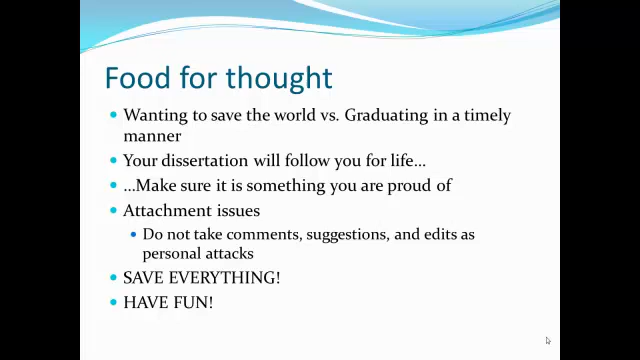 Food for thought
Wanting to save the world vs. Graduating in a timely
manner
Your dissertation will follow you for life…
…Make sure it is something you are proud of
Attachment issues
Do not take comments, suggestions, and edits as
personal attacks
SAVE EVERYTHING!
HAVE FUN!